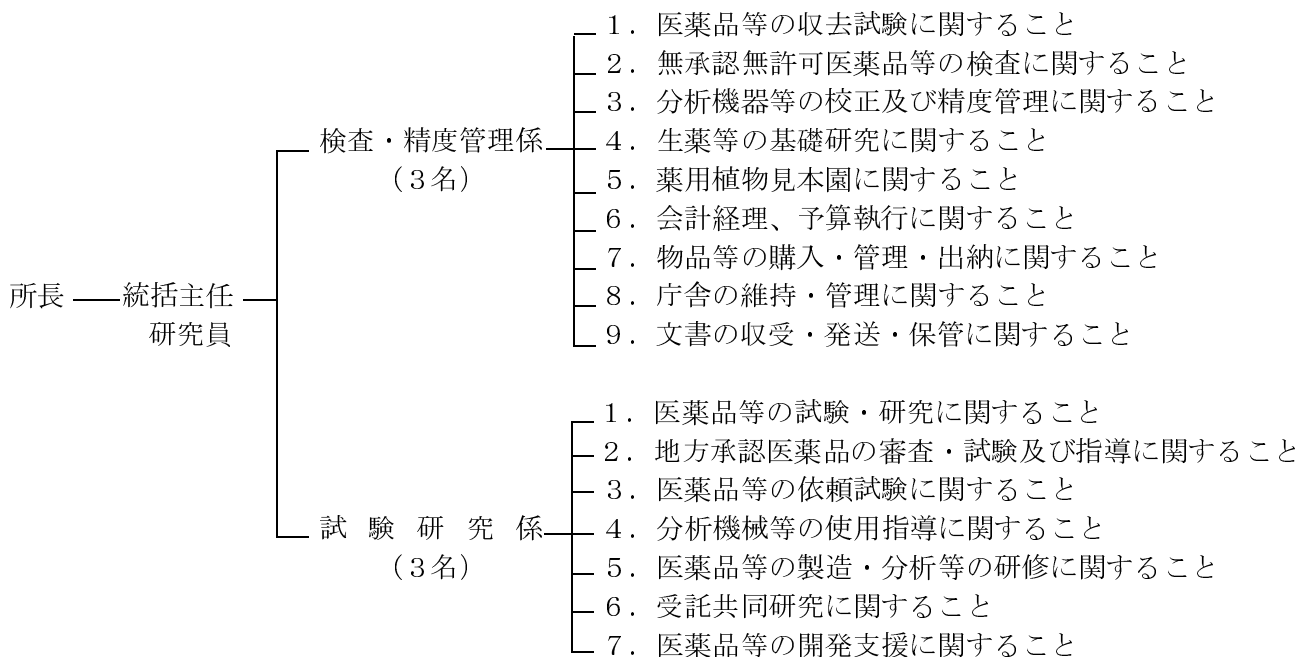 １．医薬品等の収去試験に関すること
２．無承認無許可医薬品等の検査に関すること
３．分析機器等の校正及び精度管理に関すること
検査・精度管理係
（３名）
４．生薬等の基礎研究に関すること
５．薬用植物見本園に関すること
６．会計経理、予算執行に関すること
７．物品等の購入・管理・出納に関すること
８．庁舎の維持・管理に関すること
９．文書の収受・発送・保管に関すること
所長
統括主任
研究員
１．医薬品等の試験・研究に関すること
２．地方承認医薬品の審査・試験及び指導に関すること
３．医薬品等の依頼試験に関すること
試験研究係
（３名）
４．分析機械等の使用指導に関すること
５．医薬品等の製造・分析等の研修に関すること
６．受託共同研究に関すること
７．医薬品等の開発支援に関すること